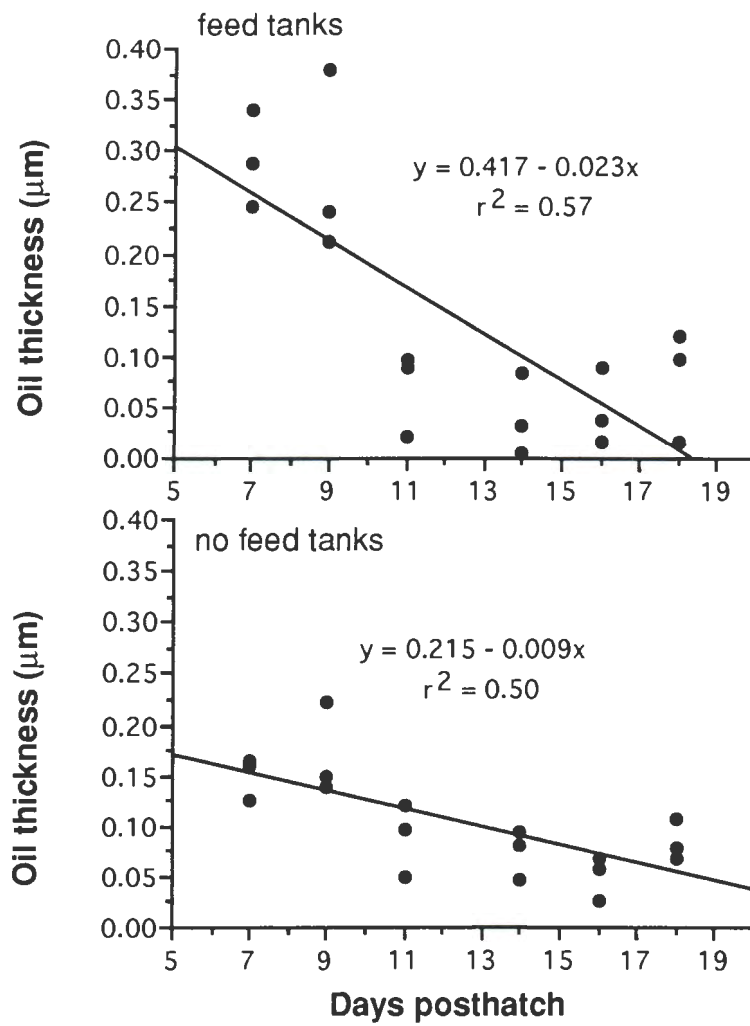 feed tanks
0.40
0.35
0.30
0.25
0.20
0.15
0.10
0.05
0.00
Oil thickness (μm)
y = 0.417 - 0.023x
r2 = 0.57
5 7 9 11 13 15 17 19
no feed tanks
0.40
0.35
0.30
0.25
0.20
0.15
0.10
0.05
0.00
Oil thickness (μm)
y = 0.215 - 0.009x
r2 = 0.50
5 7 9 11 13 15 17 19
Days posthatch